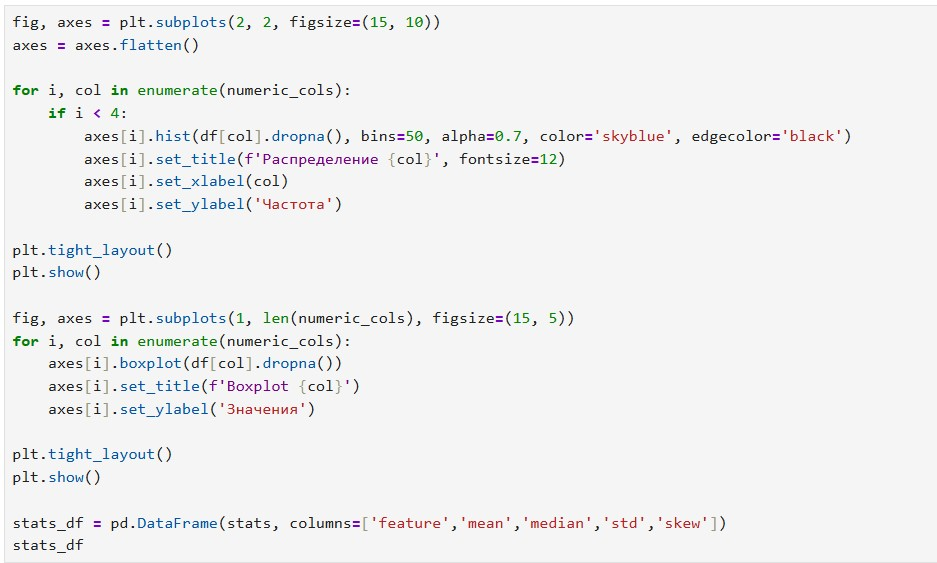 fig, axes = plt.subplots(2, 2, figsize=(15, 10))
axes = axes.flatten()

for i, col in enumerate(numeric_cols):
    if i < 4:
        axes[i].hist(df[col].dropna(), bins=50, alpha=0.7, color='skyblue', edgecolor='black')
        axes[i].set_title(f'Распределение {col}', fontsize=12)
        axes[i].set_xlabel(col)
        axes[i].set_ylabel('Частота')

plt.tight_layout()
plt.show()

fig, axes = plt.subplots(1, len(numeric_cols), figsize=(15, 5))
for i, col in enumerate(numeric_cols):
    axes[i].boxplot(df[col].dropna())
    axes[i].set_title(f'Boxplot {col}')
    axes[i].set_ylabel('Значения')

plt.tight_layout()
plt.show()

stats_df = pd.DataFrame(stats, columns=['feature','mean','median','std','skew'])
stats_df